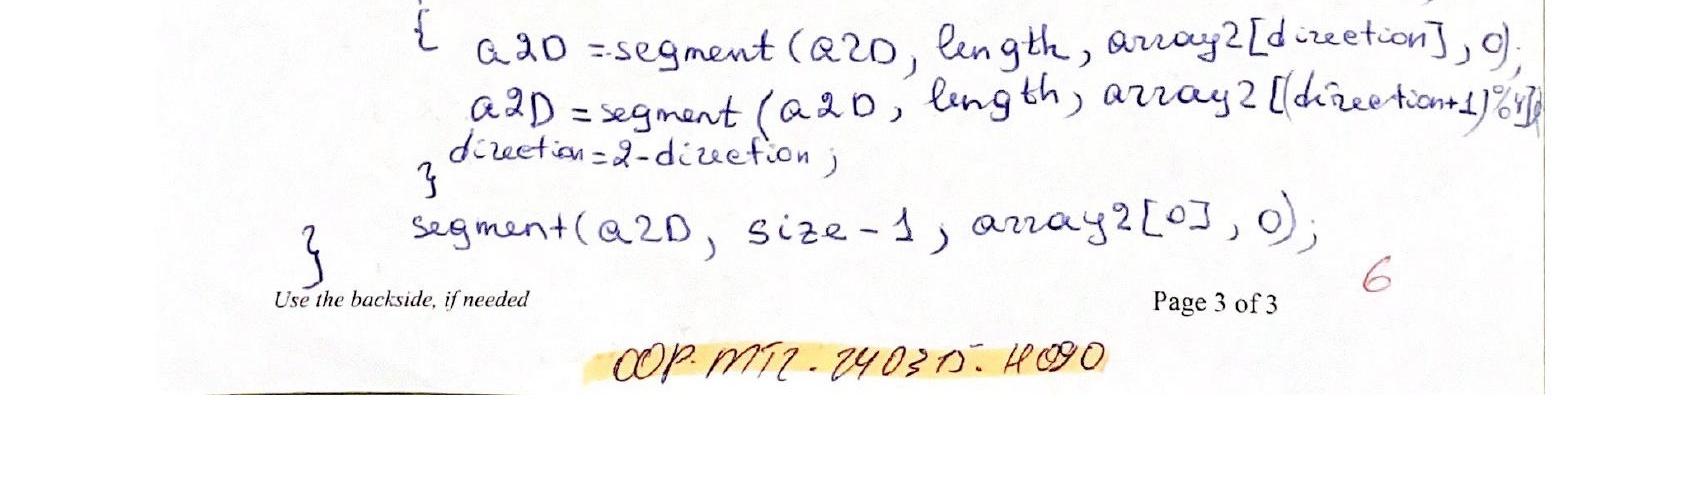 { a2D = segment(a2D, length, array2[direction], 0);
a2D = segment(a2D, length, array2[(direction+1)%4]
direction = 2-direction;
}
segment(a2D, size-1, array2[0], 0);
}
6
Use the backside, if needed Page 3 of 3
OOP.MT2.240315.H090